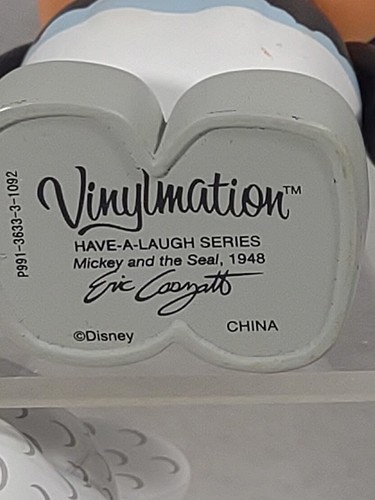 P991-3633-3-1092
Vinylmation™
HAVE-A-LAUGH SERIES
Mickey and the Seal, 1948
Eric Caszatt
©Disney
CHINA